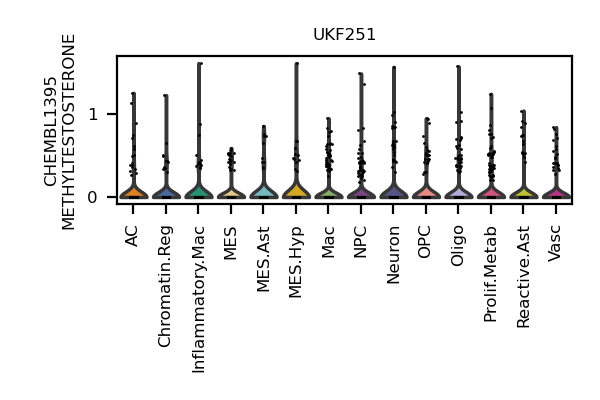 UKF251
CHEMBL1395
METHYLTESTOSTERONE
1
0
AC
Chromatin.Reg
Inflammatory.Mac
MES
MES.Ast
MES.Hyp
Mac
NPC
Neuron
OPC
Oligo
Prolif.Metab
Reactive.Ast
Vasc